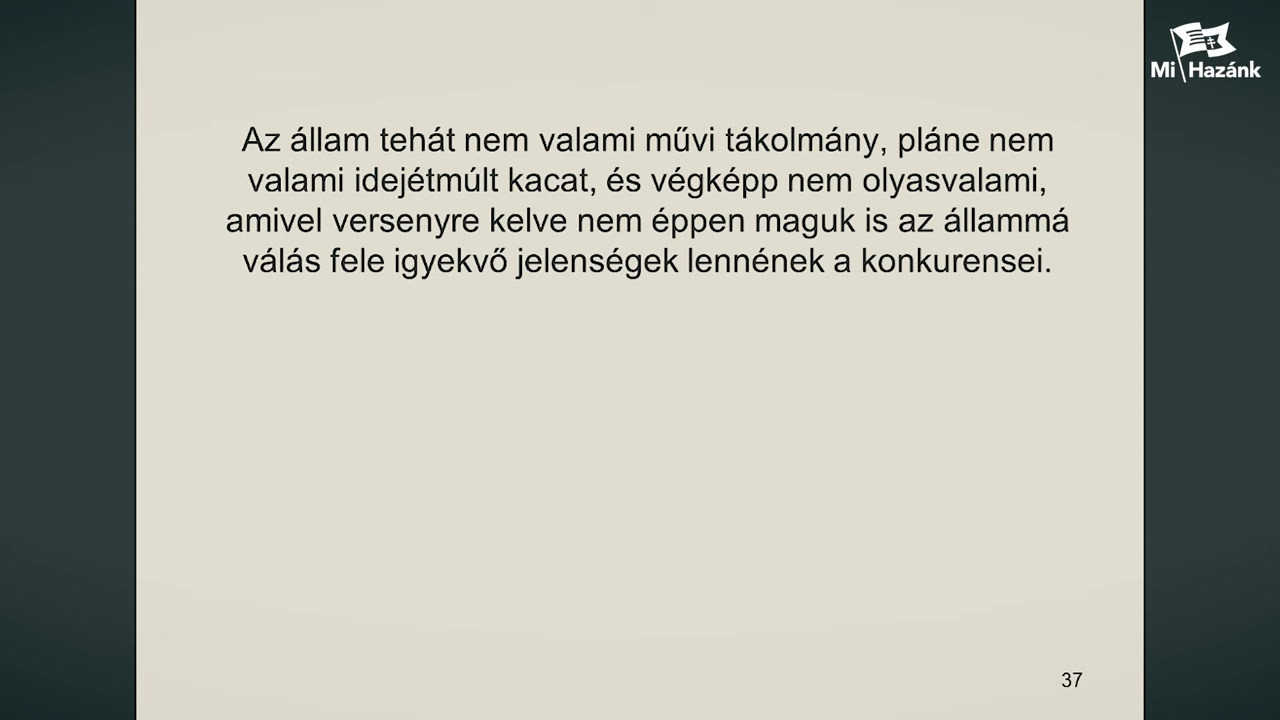 Mi Hazánk
Az állam tehát nem valami művi tákolmány, pláne nem
valami idejétmúlt kacat, és végképp nem olyasvalami,
amivel versenyre kelve nem éppen maguk is az állammá
válás fele igyekvő jelenségek lennének a konkurensei.
37